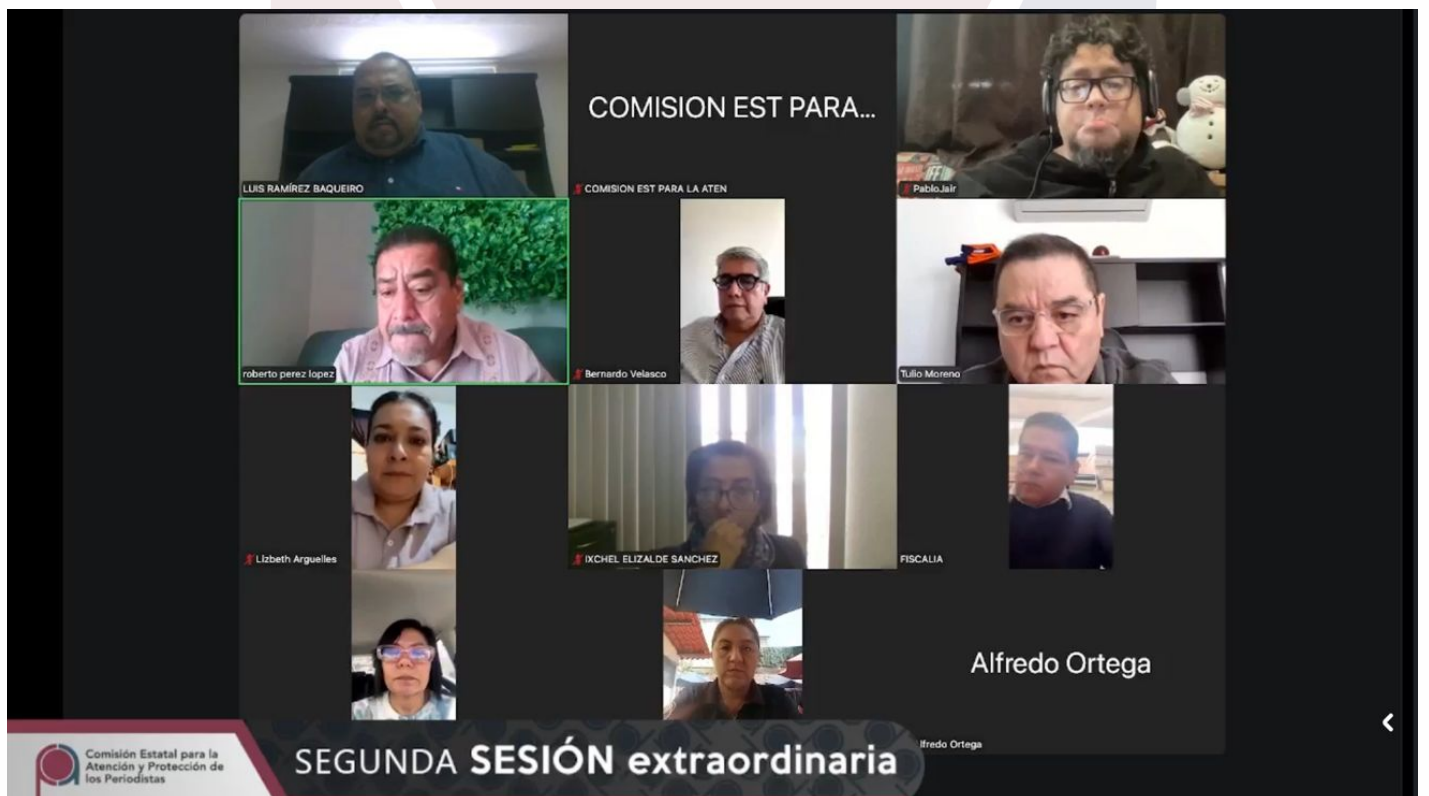 COMISION EST PARA...
LUIS RAMÍREZ BAQUEIRO
COMISION EST PARA LA ATEN
PabloJair
roberto perez lopez
Bernardo Velasco
Tulio Moreno
Lizbeth Arguelles
IXCHEL ELIZALDE SANCHEZ
FISCALIA
Alfredo Ortega
lfredo Ortega
Comisión Estatal para la
Atención y Protección de
los Periodistas
SEGUNDA SESIÓN extraordinaria